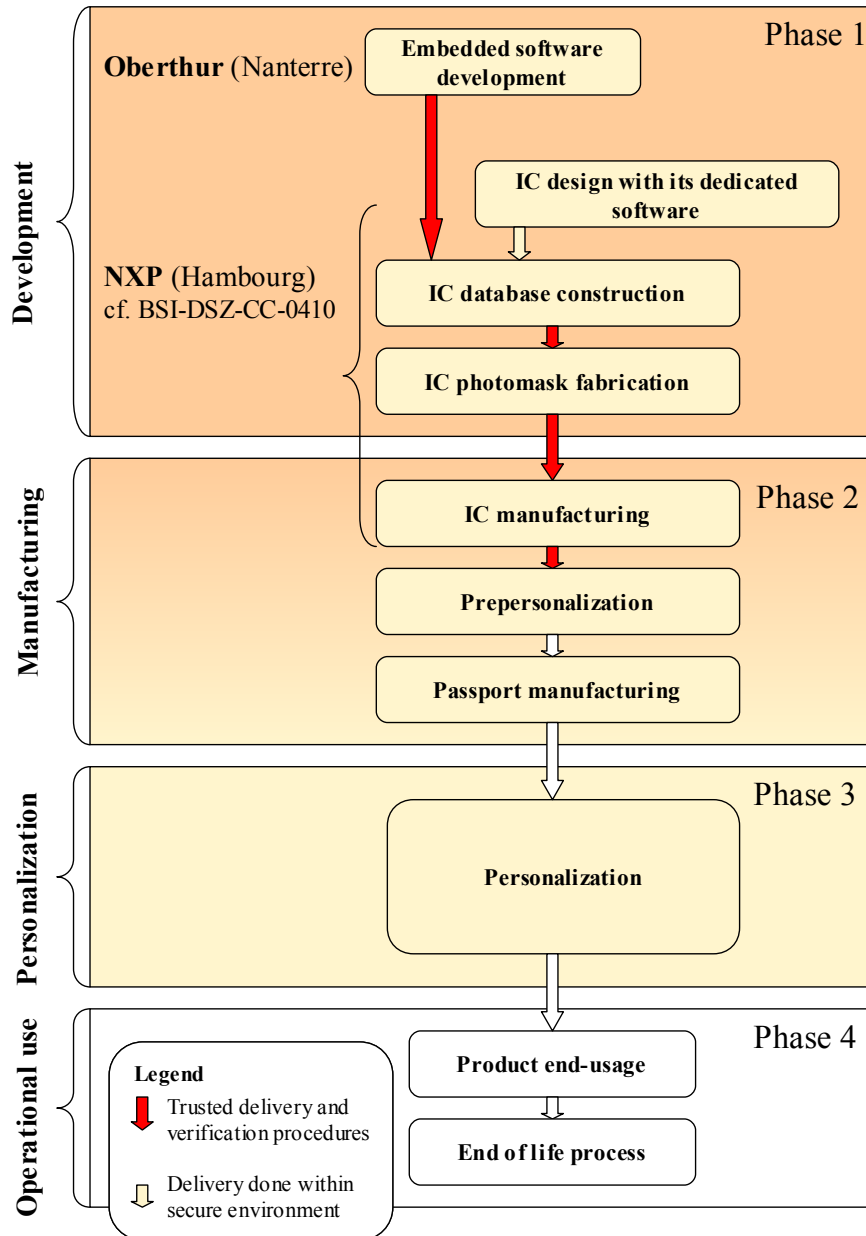 Phase 1
Oberthur (Nanterre)
Embedded software
development
IC design with its dedicated
software
Development
NXP (Hambourg)
cf. BSI-DSZ-CC-0410
IC database construction
IC photomask fabrication
Phase 2
Manufacturing
IC manufacturing
Prepersonalization
Passport manufacturing
Phase 3
Personalization
Personalization
Phase 4
Operational use
Product end-usage
End of life process
Legend
Trusted delivery and
verification procedures
Delivery done within
secure environment